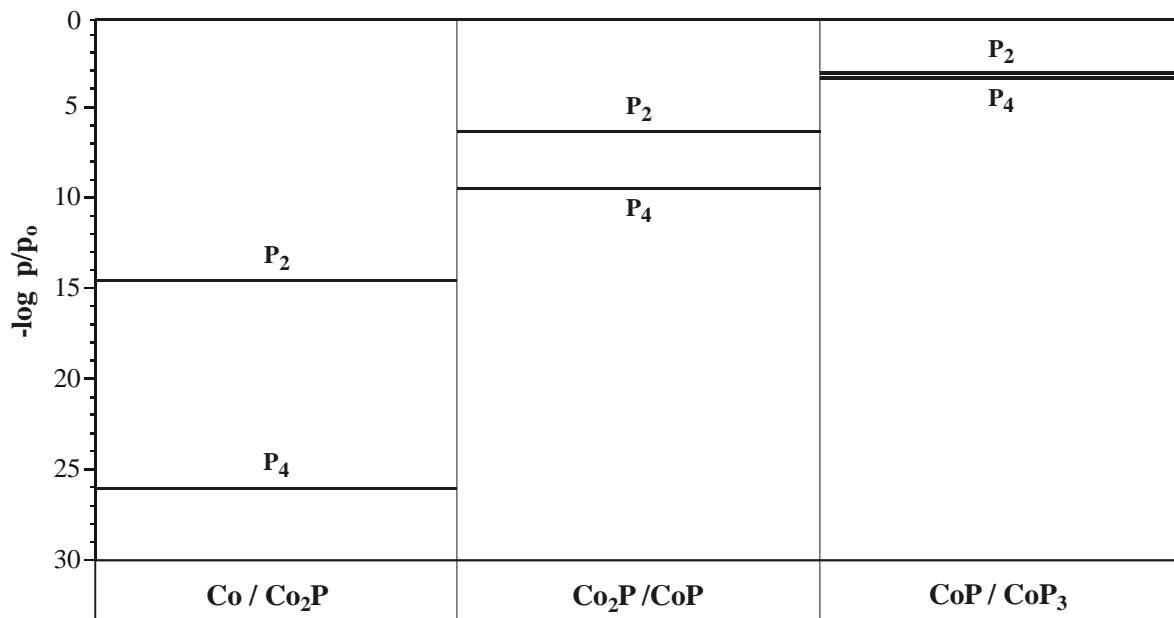 0
P₂
5
P₄
P₂
10
P₄
-log p/pₒ
P₂
15
20
P₄
25
30
Co / Co₂P
Co₂P /CoP
CoP / CoP₃